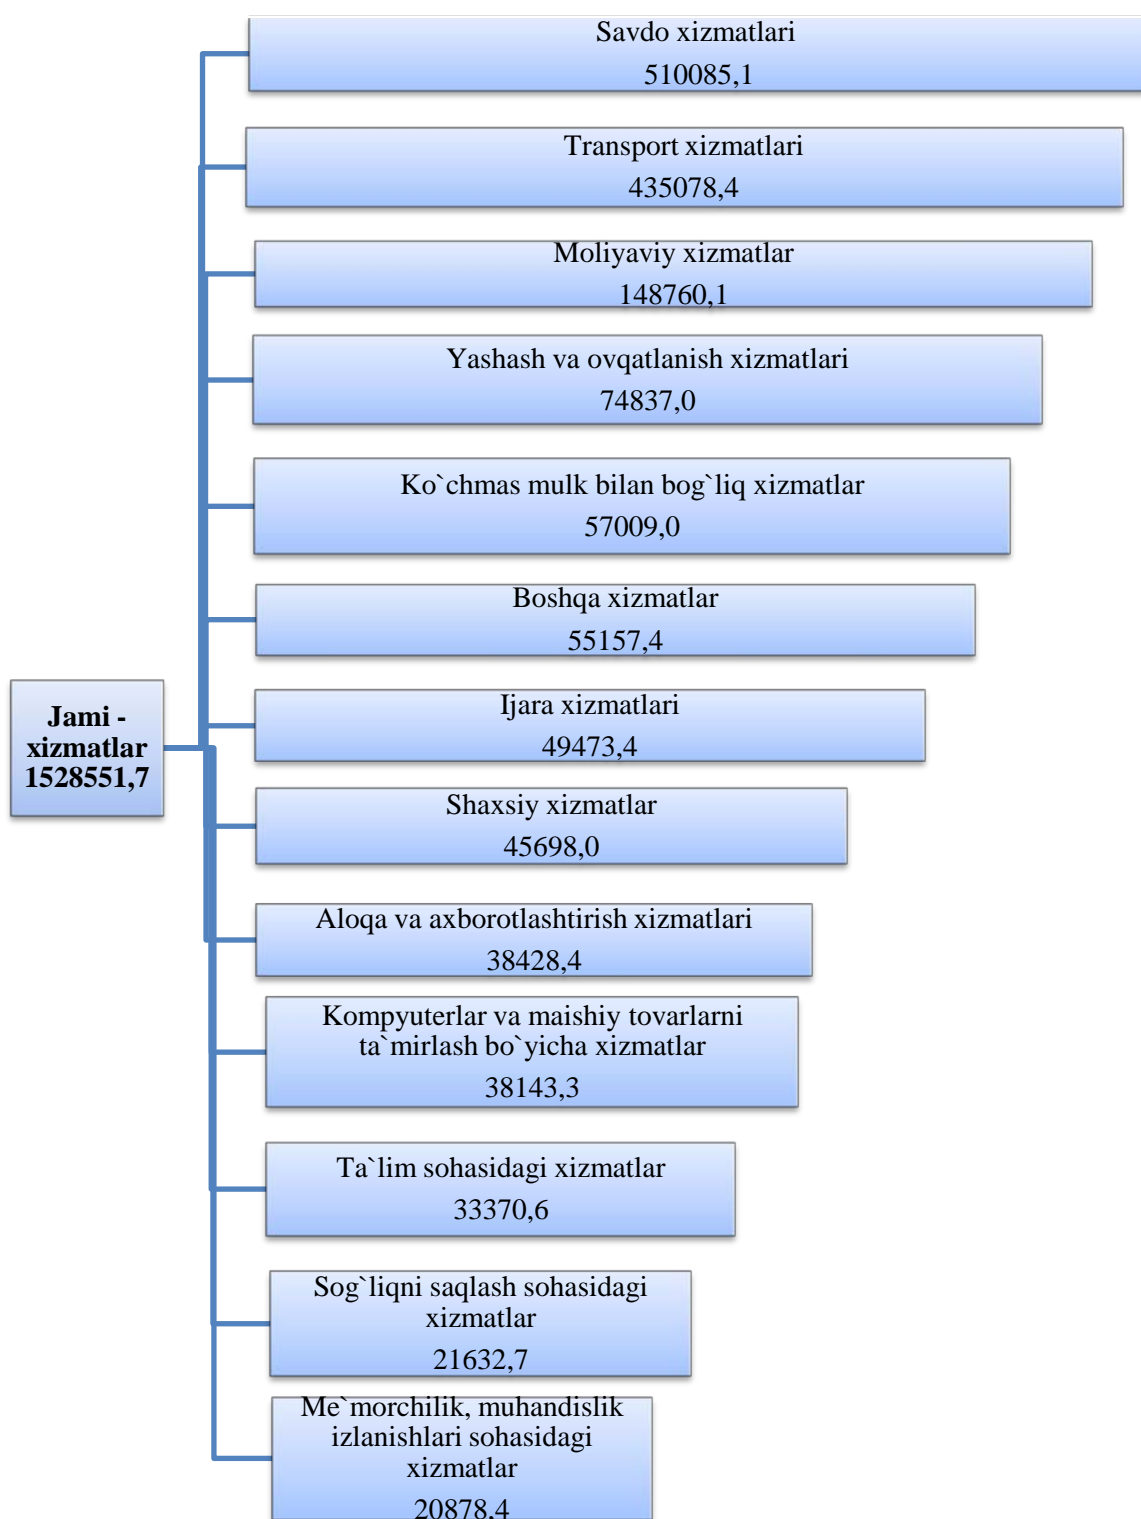 Savdo xizmatlari
510085,1
Transport xizmatlari
435078,4
Moliyaviy xizmatlar
148760,1
Yashash va ovqatlanish xizmatlari
74837,0
Ko`chmas mulk bilan bog`liq xizmatlar
57009,0
Boshqa xizmatlar
55157,4
Jami -
xizmatlar
1528551,7
Ijara xizmatlari
49473,4
Shaxsiy xizmatlar
45698,0
Aloqa va axborotlashtirish xizmatlari
38428,4
Kompyuterlar va maishiy tovarlarni
ta`mirlash bo`yicha xizmatlar
38143,3
Ta`lim sohasidagi xizmatlar
33370,6
Sog`liqni saqlash sohasidagi
xizmatlar
21632,7
Me`morchilik, muhandislik
izlanishlari sohasidagi
xizmatlar
20878,4